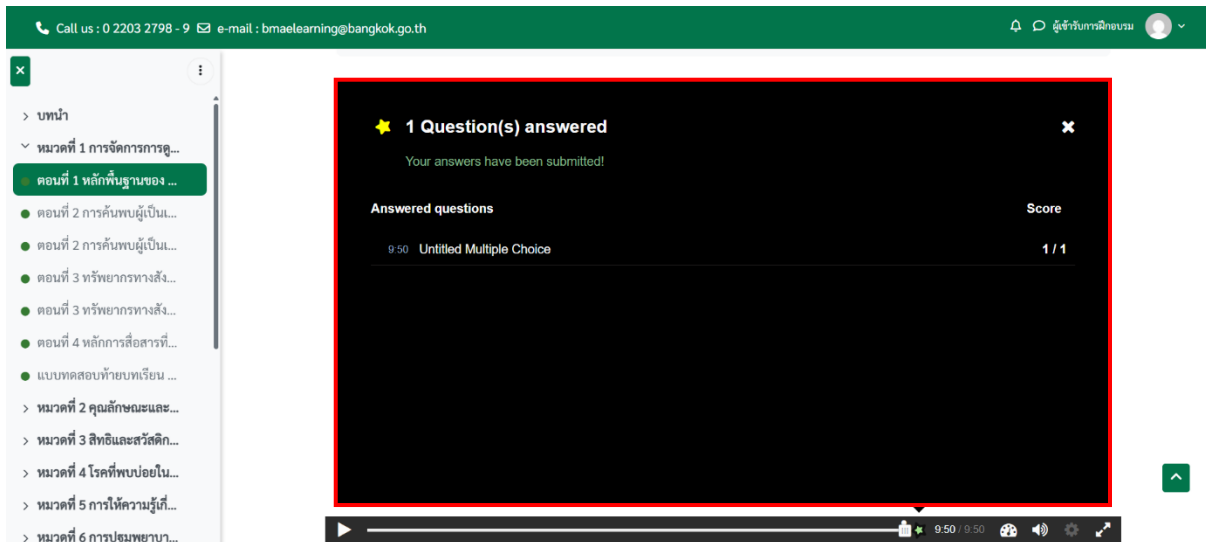 Call us : 0 2203 2798 - 9 e-mail : bmaelearning@bangkok.go.th
ผู้เข้ารับการฝึกอบรม
บทนำ
หมวดที่ 1 การจัดการการดู...
ตอนที่ 1 หลักพื้นฐานของ ...
ตอนที่ 2 การค้นพบผู้เป็นเ...
ตอนที่ 2 การค้นพบผู้เป็นเ...
ตอนที่ 3 ทรัพยากรทางสัง...
ตอนที่ 3 ทรัพยากรทางสัง...
ตอนที่ 4 หลักการสื่อสารที่...
แบบทดสอบท้ายบทเรียน ...
หมวดที่ 2 คุณลักษณะและ...
หมวดที่ 3 สิทธิและสวัสดิก...
หมวดที่ 4 โรคที่พบบ่อยใน...
หมวดที่ 5 การให้ความรู้เกี่...
หมวดที่ 6 การปฐมพยาบา...
1 Question(s) answered
Your answers have been submitted!
Answered questions Score
9:50 Untitled Multiple Choice 1 / 1
9:50 / 9:50